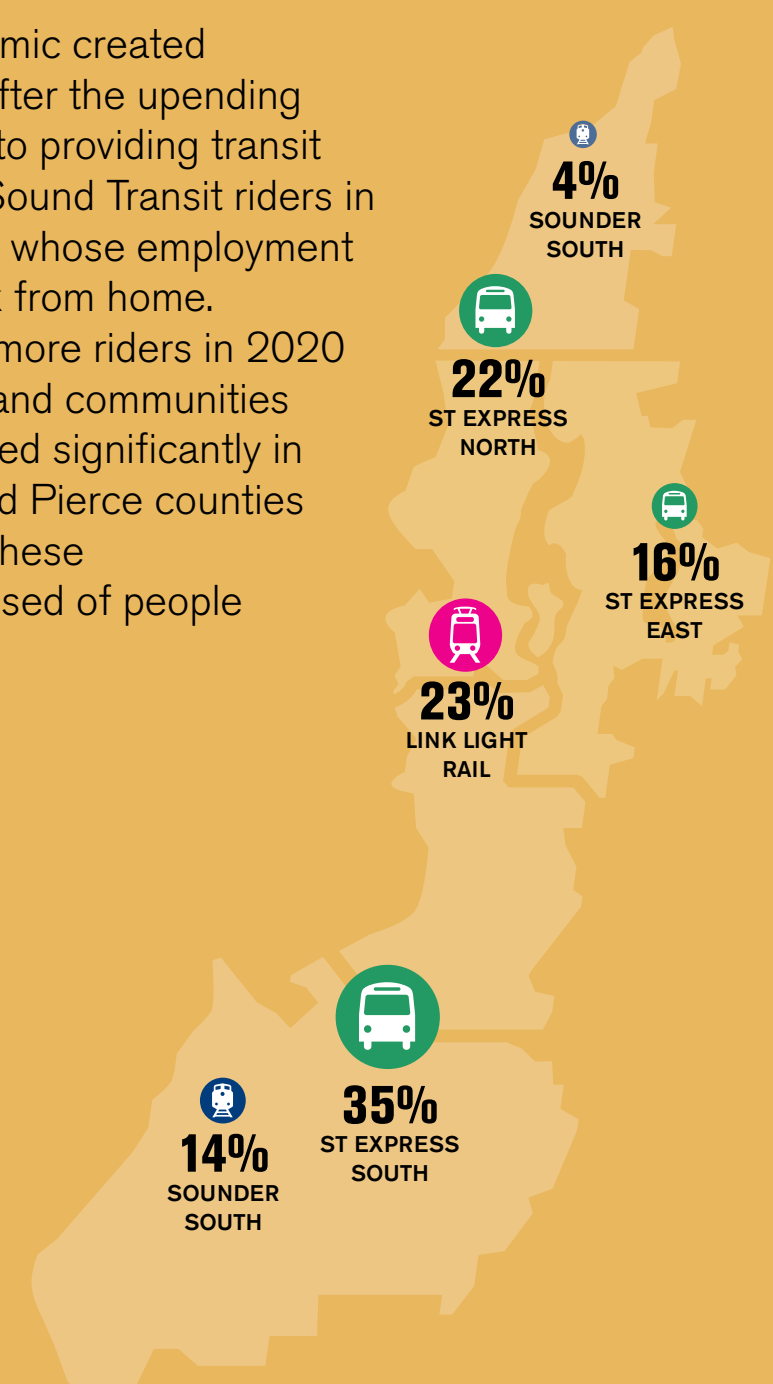 mic created
fter the upending
to providing transit
Sound Transit riders in
whose employment
from home.
more riders in 2020
and communities
ed significantly in
d Pierce counties
hese
sed of people
4%
SOUNDER
SOUTH
22%
ST EXPRESS
NORTH
16%
ST EXPRESS
EAST
23%
LINK LIGHT
RAIL
35%
ST EXPRESS
SOUTH
14%
SOUNDER
SOUTH